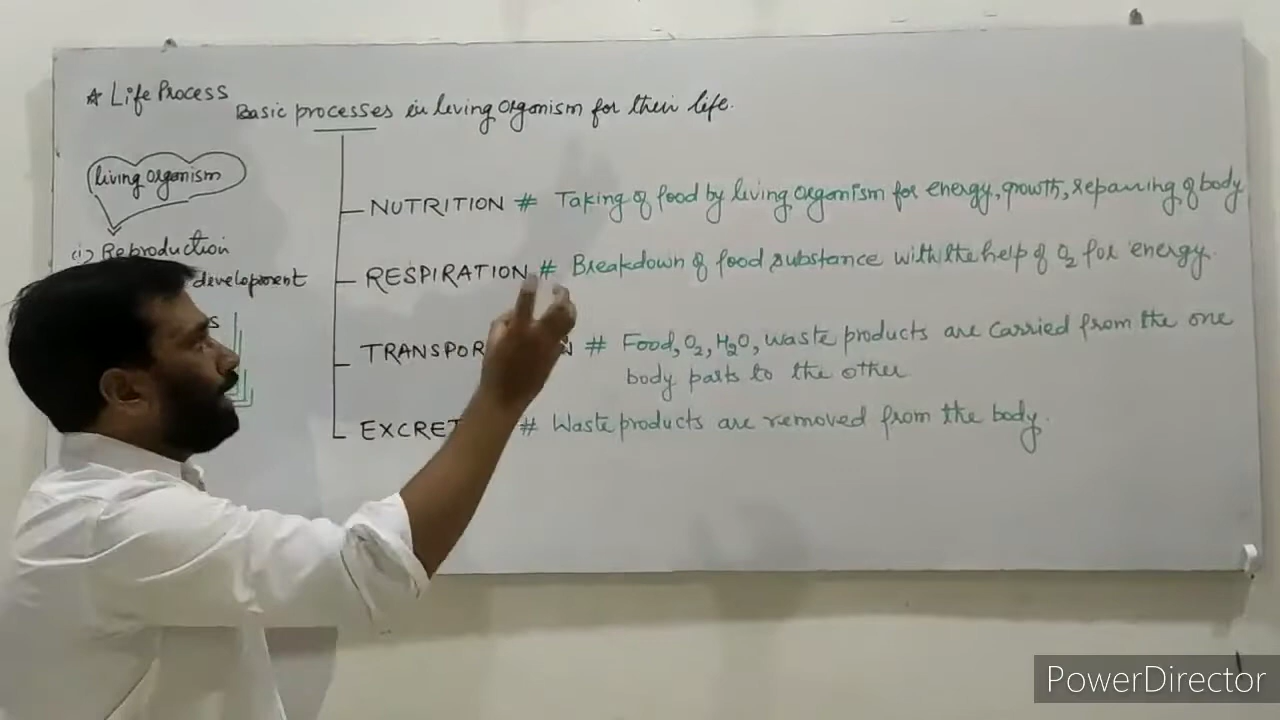 * Life Process
Basic processes in living organism for their life.
living organism
(i) Reproduction
development
NUTRITION # Taking of food by living organism for energy, growth, repairing of body
RESPIRATION # Breakdown of food substance with the help of O₂ for energy.
# Food, O₂, H₂O, waste products are carried from the one
body parts to the other
# Waste products are removed from the body.
PowerDirector